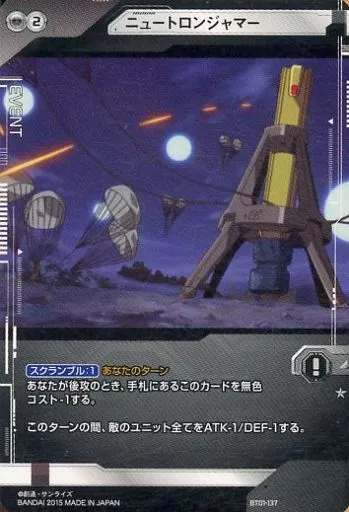 2
ニュートロンジャマー
EVENT
スクランブル:1 あなたのターン
あなたが後攻のとき、手札にあるこのカードを無色
コスト-1する。
このターンの間、敵のユニット全てをATK-1/DEF-1する。
©創通・サンライズ
BANDAI 2015 MADE IN JAPAN
BT01-137